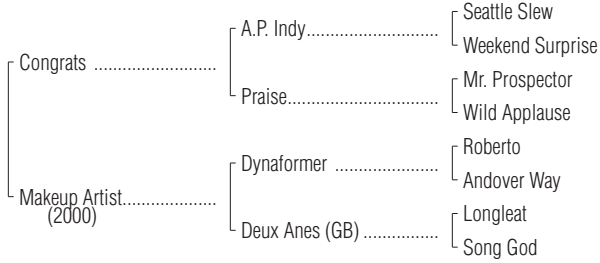 Seattle Slew
A.P. Indy.............................
Weekend Surprise
Congrats ..........................
Mr. Prospector
Praise................................
Wild Applause
Roberto
Dynaformer ......................
Andover Way
Makeup Artist....................
(2000)
Longleat
Deux Anes (GB) ................
Song God